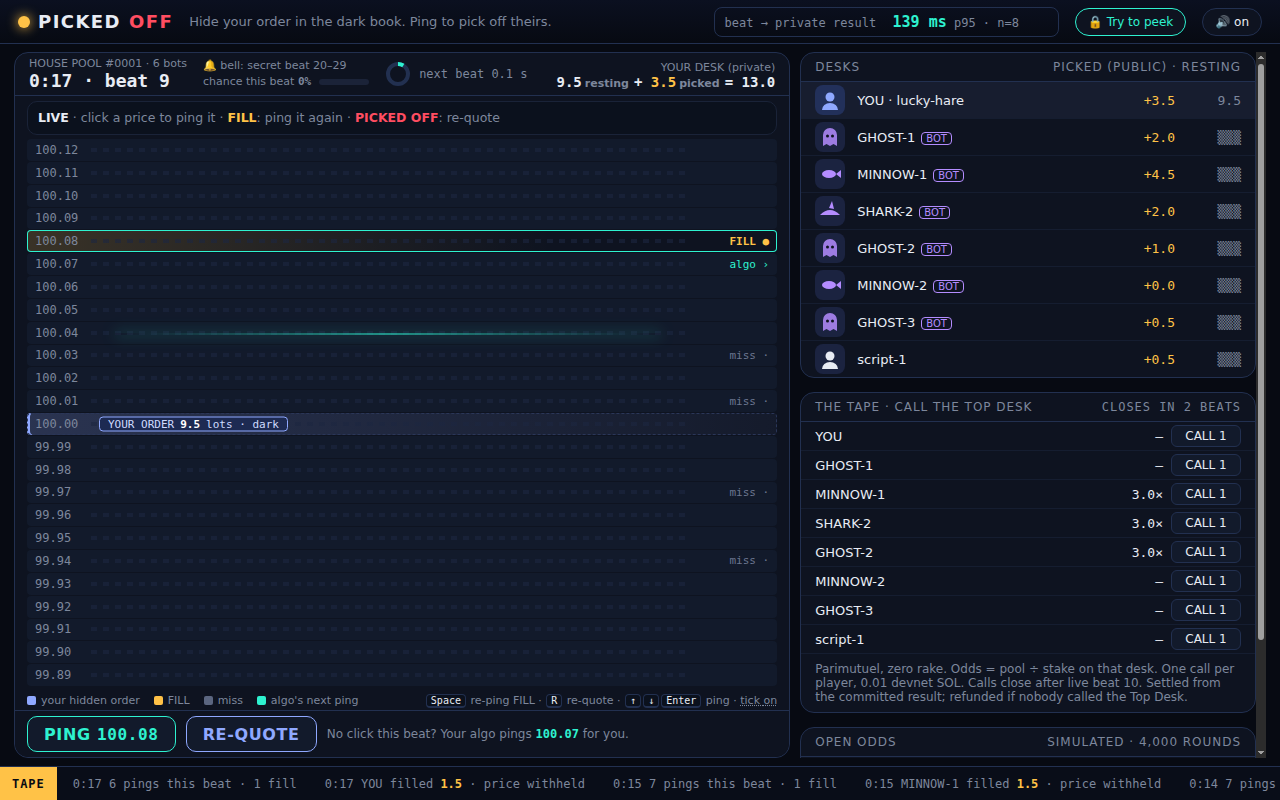 PICKED OFF Hide your order in the dark book. Ping to pick off theirs. beat → private result 139 ms p95 · n=8 🔒 Try to peek 🔊 on
HOUSE POOL #0001 · 6 bots
0:17 · beat 9
🔔 bell: secret beat 20–29
chance this beat 0%
next beat 0.1 s
YOUR DESK (private)
9.5 resting + 3.5 picked = 13.0
LIVE · click a price to ping it · FILL: ping it again · PICKED OFF: re-quote
100.12
100.11
100.10
100.09
100.08 FILL ●
100.07 algo ›
100.06
100.05
100.04
100.03 miss ·
100.02
100.01 miss ·
100.00 YOUR ORDER 9.5 lots · dark
99.99
99.98
99.97 miss ·
99.96
99.95
99.94 miss ·
99.93
99.92
99.91
99.90
99.89
your hidden order FILL miss algo's next ping Space re-ping FILL · R re-quote · ↑ ↓ Enter ping · tick on
PING 100.08 RE-QUOTE No click this beat? Your algo pings 100.07 for you.
DESKS PICKED (PUBLIC) · RESTING
YOU · lucky-hare +3.5 9.5
GHOST-1 BOT +2.0 ▒▒▒
MINNOW-1 BOT +4.5 ▒▒▒
SHARK-2 BOT +2.0 ▒▒▒
GHOST-2 BOT +1.0 ▒▒▒
MINNOW-2 BOT +0.0 ▒▒▒
GHOST-3 BOT +0.5 ▒▒▒
script-1 +0.5 ▒▒▒
THE TAPE · CALL THE TOP DESK CLOSES IN 2 BEATS
YOU — CALL 1
GHOST-1 — CALL 1
MINNOW-1 3.0× CALL 1
SHARK-2 3.0× CALL 1
GHOST-2 3.0× CALL 1
MINNOW-2 — CALL 1
GHOST-3 — CALL 1
script-1 — CALL 1
Parimutuel, zero rake. Odds = pool ÷ stake on that desk. One call per
player, 0.01 devnet SOL. Calls close after live beat 10. Settled from
the committed result; refunded if nobody called the Top Desk.
OPEN ODDS SIMULATED · 4,000 ROUNDS
TAPE 0:17 6 pings this beat · 1 fill 0:17 YOU filled 1.5 · price withheld 0:15 7 pings this beat · 1 fill 0:15 MINNOW-1 filled 1.5 · price withheld 0:14 7 pings